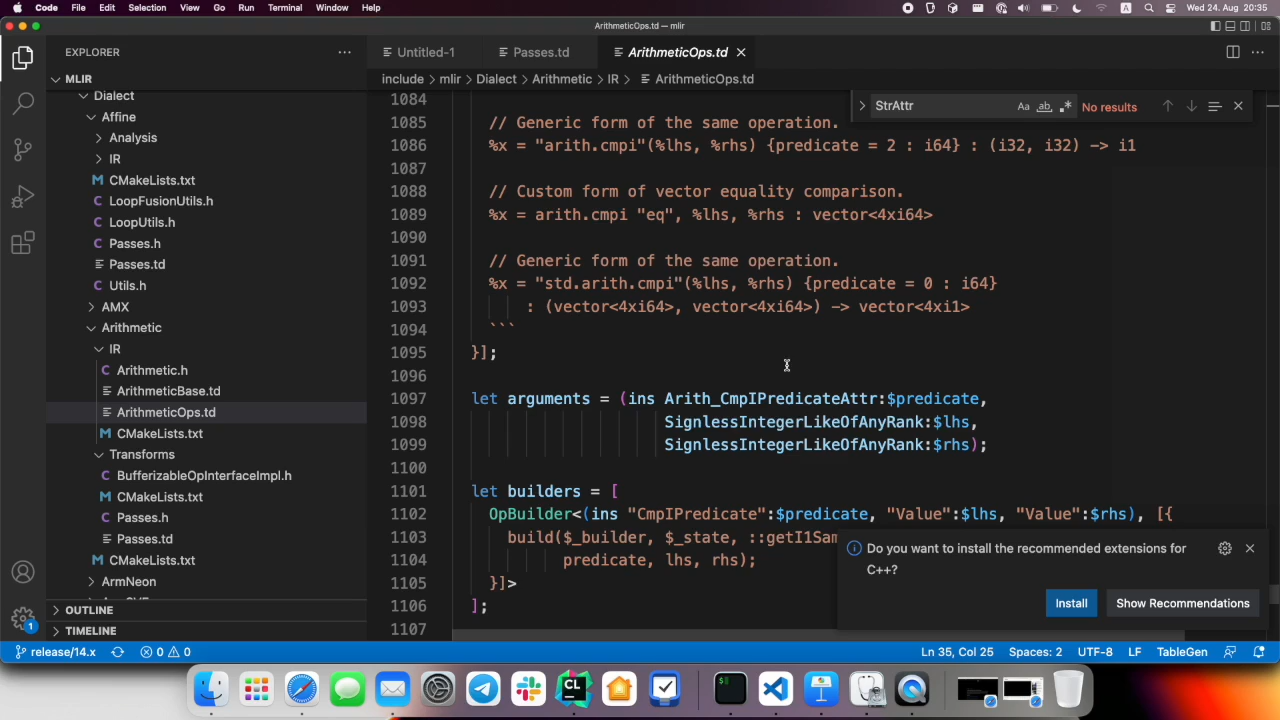 Code File Edit Selection View Go Run Terminal Window Help
A
Wed 24. Aug 20:35
ArithmeticOps.td — mlir
EXPLORER
Untitled-1
Passes.td
ArithmeticOps.td
MLIR
include > mlir > Dialect > Arithmetic > IR > ArithmeticOps.td
StrAttr
Aa ab
No results
Dialect
Affine
Analysis
IR
M CMakeLists.txt
C LoopFusionUtils.h
C LoopUtils.h
C Passes.h
Passes.td
C Utils.h
AMX
Arithmetic
IR
C Arithmetic.h
ArithmeticBase.td
ArithmeticOps.td
M CMakeLists.txt
Transforms
C BufferizableOpInterfaceImpl.h
M CMakeLists.txt
C Passes.h
Passes.td
M CMakeLists.txt
ArmNeon
OUTLINE
TIMELINE
1084
1085 // Generic form of the same operation.
1086 %x = "arith.cmpi"(%lhs, %rhs) {predicate = 2 : i64} : (i32, i32) -> i1
1087
1088 // Custom form of vector equality comparison.
1089 %x = arith.cmpi "eq", %lhs, %rhs : vector<4xi64>
1090
1091 // Generic form of the same operation.
1092 %x = "std.arith.cmpi"(%lhs, %rhs) {predicate = 0 : i64}
1093 : (vector<4xi64>, vector<4xi64>) -> vector<4xi1>
1094 ```
1095 }];
1096
1097 let arguments = (ins Arith_CmpIPredicateAttr:$predicate,
1098 SignlessIntegerLikeOfAnyRank:$lhs,
1099 SignlessIntegerLikeOfAnyRank:$rhs);
1100
1101 let builders = [
1102 OpBuilder<(ins "CmpIPredicate":$predicate, "Value":$lhs, "Value":$rhs), [{
1103 build($_builder, $_state, ::getI1Sam
1104 predicate, lhs, rhs);
1105 }]>
1106 ];
1107
Do you want to install the recommended extensions for
C++?
Install
Show Recommendations
1
release/14.x
0 0
Ln 35, Col 25
Spaces: 2
UTF-8
LF
TableGen
CL